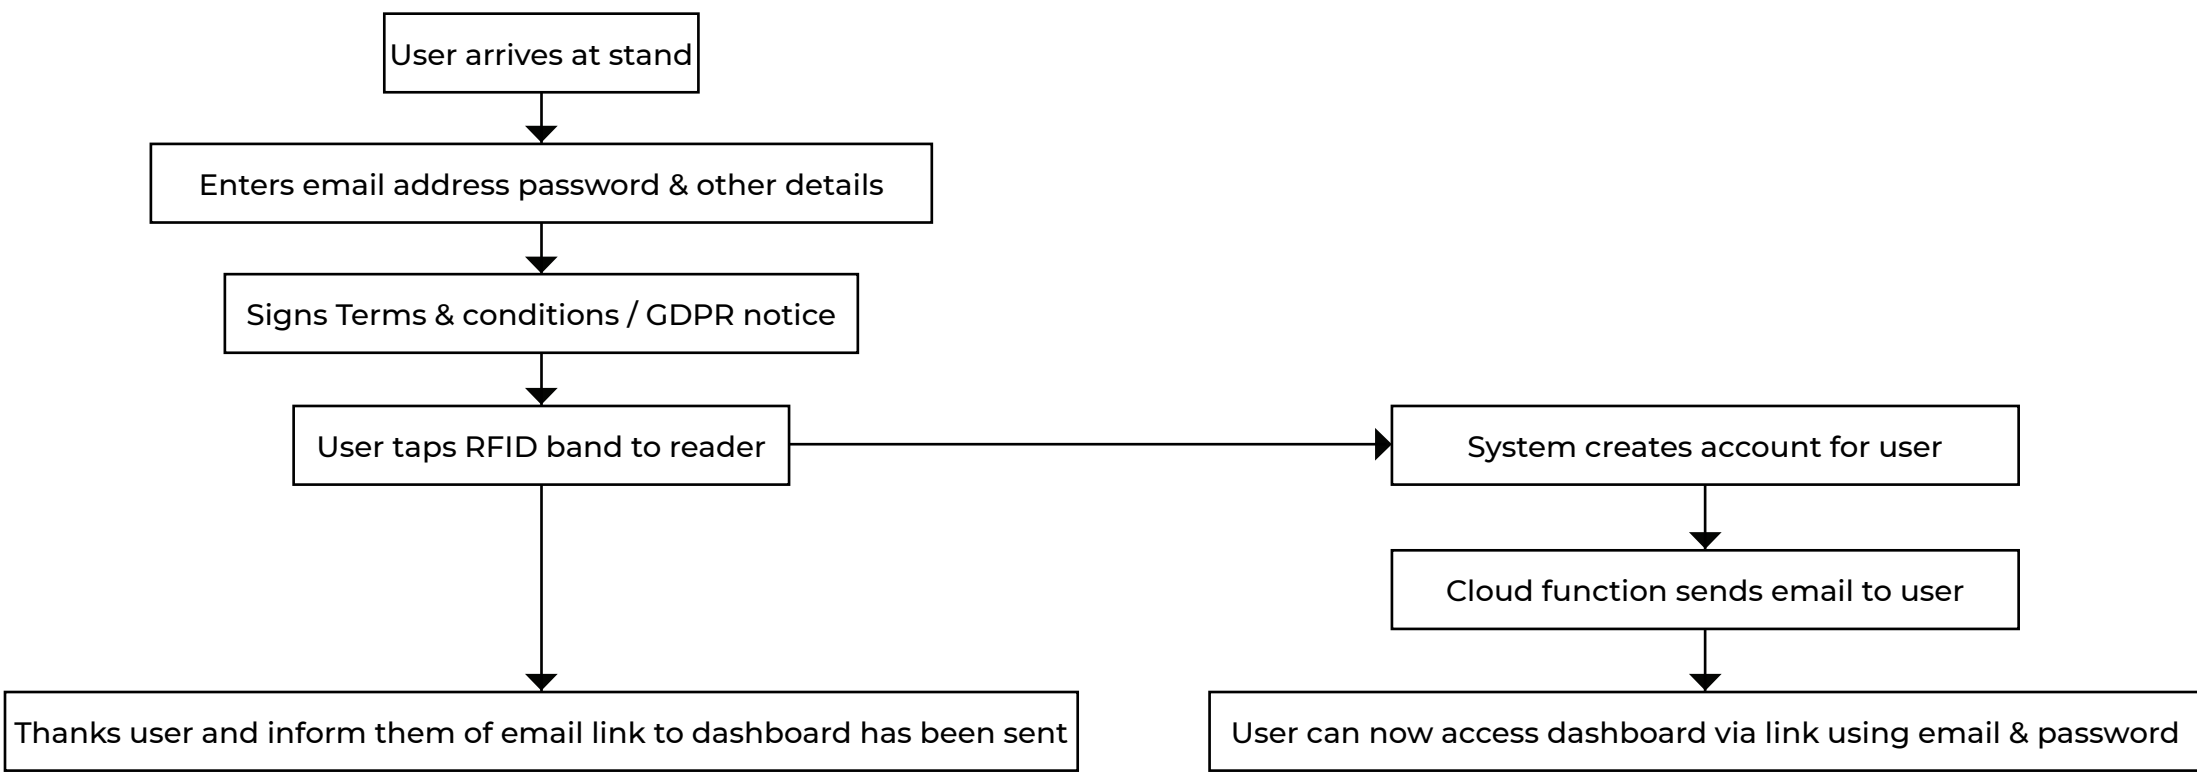 User arrives at stand
Enters email address password & other details
Signs Terms & conditions / GDPR notice
User taps RFID band to reader
System creates account for user
Cloud function sends email to user
Thanks user and inform them of email link to dashboard has been sent
User can now access dashboard via link using email & password